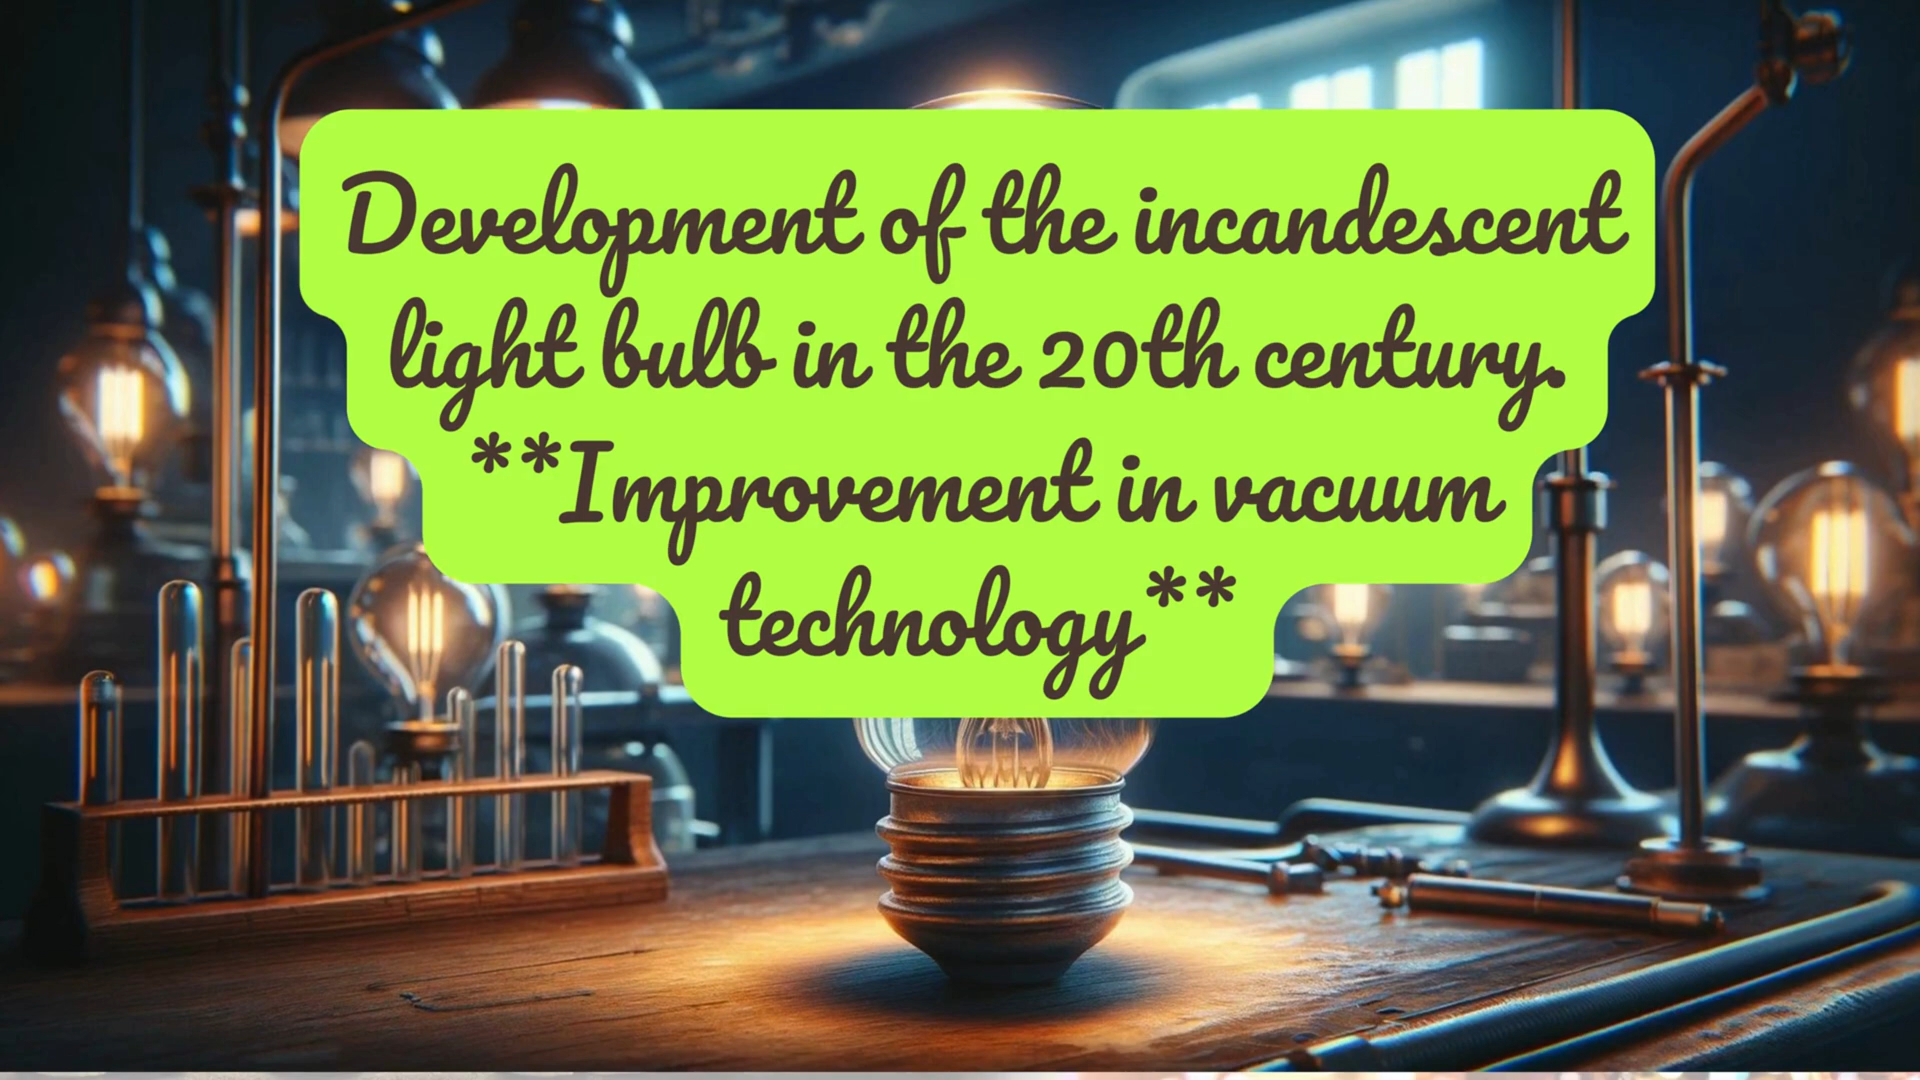 Development of the incandescent
light bulb in the 20th century.
**Improvement in vacuum
technology**